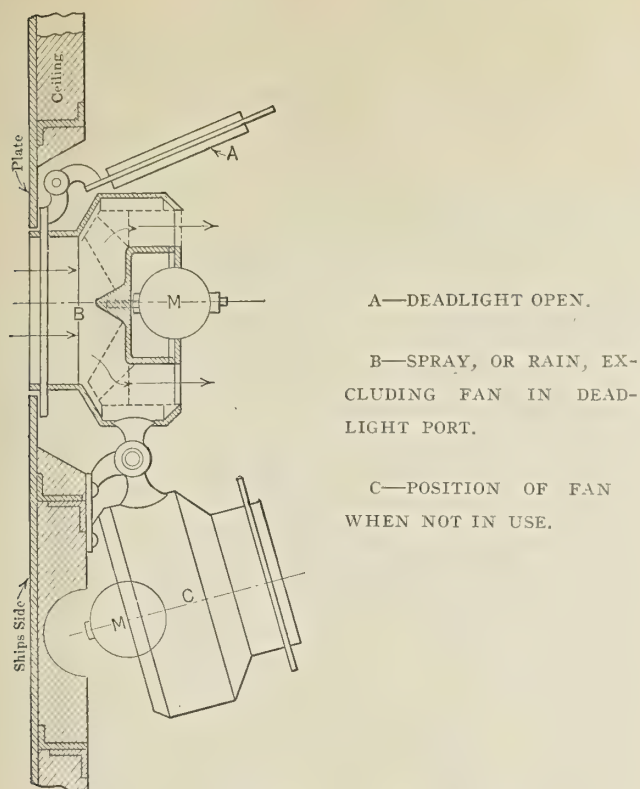 Ceiling
Plate
A
B
M
A—DEADLIGHT OPEN.
B—SPRAY, OR RAIN, EX-
CLUDING FAN IN DEAD-
LIGHT PORT.
C—POSITION OF FAN
WHEN NOT IN USE.
C
M
Ships Side